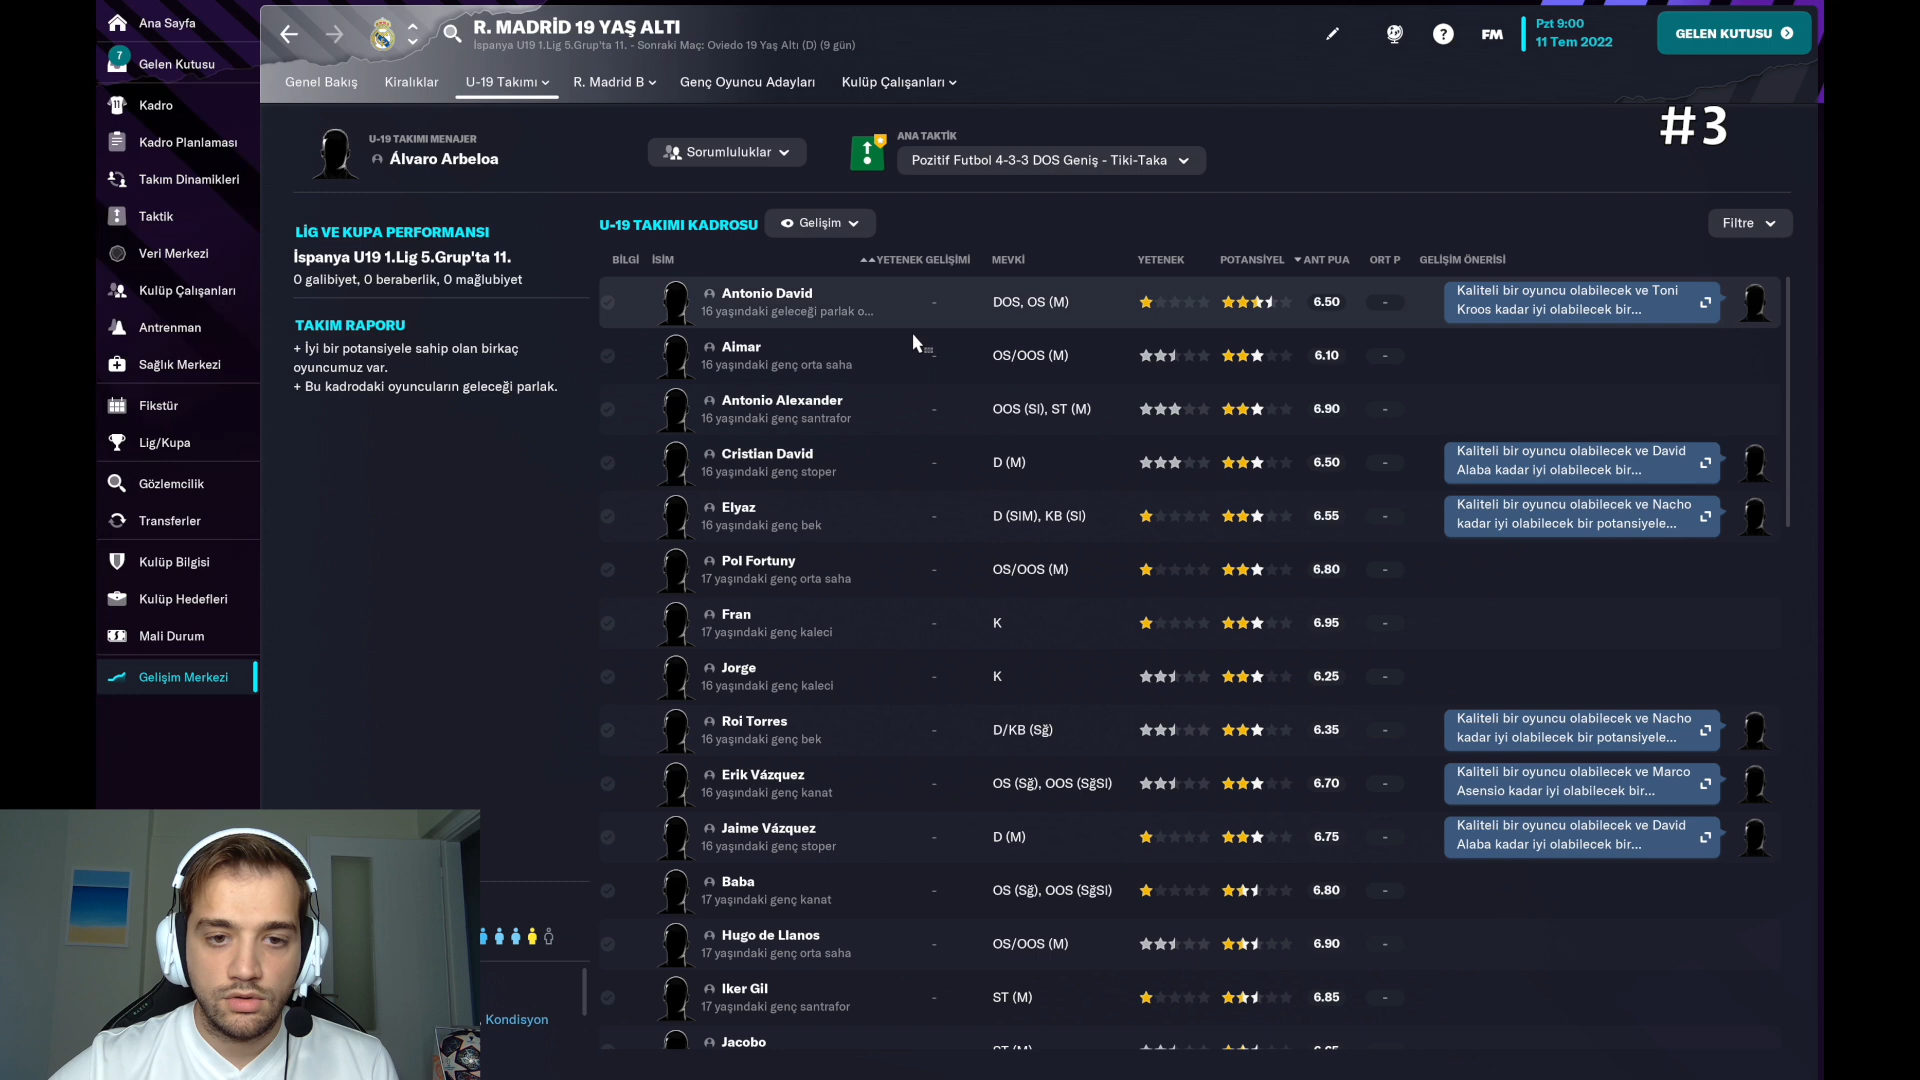 Ana Sayfa
7
Gelen Kutusu
Kadro
Kadro Planlaması
Takım Dinamikleri
Taktik
Veri Merkezi
Kulüp Çalışanları
Antrenman
Sağlık Merkezi
Fikstür
Lig/Kupa
Gözlemcilik
Transferler
Kulüp Bilgisi
Kulüp Hedefleri
Mali Durum
Gelişim Merkezi
R. MADRİD 19 YAŞ ALTI
İspanya U19 1.Lig 5.Grup'ta 11. - Sonraki Maç: Oviedo 19 Yaş Altı (D) (9 gün)
?
FM
Pzt 9:00
11 Tem 2022
GELEN KUTUSU
Genel Bakış
Kiralıklar
U-19 Takımı
R. Madrid B
Genç Oyuncu Adayları
Kulüp Çalışanları
#3
U-19 TAKIMI MENAJER
Álvaro Arbeloa
Sorumluluklar
ANA TAKTİK
Pozitif Futbol 4-3-3 DOS Geniş - Tiki-Taka
LİG VE KUPA PERFORMANSI
İspanya U19 1.Lig 5.Grup'ta 11.
0 galibiyet, 0 beraberlik, 0 mağlubiyet
TAKIM RAPORU
+ İyi bir potansiyele sahip olan birkaç
oyuncumuz var.
+ Bu kadrodaki oyuncuların geleceği parlak.
U-19 TAKIMI KADROSU
Gelişim
Filtre
BİLGİ İSİM YETENEK GELİŞİMİ MEVKİ YETENEK POTANSİYEL ANT PUA ORT P GELİŞİM ÖNERİSİ
Antonio David
16 yaşındaki geleceği parlak o...
- DOS, OS (M) 6.50 -
Kaliteli bir oyuncu olabilecek ve Toni
Kroos kadar iyi olabilecek bir...
Aimar
16 yaşındaki genç orta saha
- OS/OOS (M) 6.10 -
Antonio Alexander
16 yaşındaki genç santrafor
- OOS (Sl), ST (M) 6.90 -
Cristian David
16 yaşındaki genç stoper
- D (M) 6.50 -
Kaliteli bir oyuncu olabilecek ve David
Alaba kadar iyi olabilecek bir...
Elyaz
16 yaşındaki genç bek
- D (SlM), KB (Sl) 6.55 -
Kaliteli bir oyuncu olabilecek ve Nacho
kadar iyi olabilecek bir potansiyele...
Pol Fortuny
17 yaşındaki genç orta saha
- OS/OOS (M) 6.80 -
Fran
17 yaşındaki genç kaleci
- K 6.95 -
Jorge
16 yaşındaki genç kaleci
- K 6.25 -
Roi Torres
16 yaşındaki genç bek
- D/KB (Sğ) 6.35 -
Kaliteli bir oyuncu olabilecek ve Nacho
kadar iyi olabilecek bir potansiyele...
Erik Vázquez
16 yaşındaki genç kanat
- OS (Sğ), OOS (SğSl) 6.70 -
Kaliteli bir oyuncu olabilecek ve Marco
Asensio kadar iyi olabilecek bir...
Jaime Vázquez
16 yaşındaki genç stoper
- D (M) 6.75 -
Kaliteli bir oyuncu olabilecek ve David
Alaba kadar iyi olabilecek bir...
Baba
17 yaşındaki genç kanat
- OS (Sğ), OOS (SğSl) 6.80 -
Hugo de Llanos
17 yaşındaki genç orta saha
- OS/OOS (M) 6.90 -
Iker Gil
17 yaşındaki genç santrafor
- ST (M) 6.85 -
Jacobo
, Kondisyon